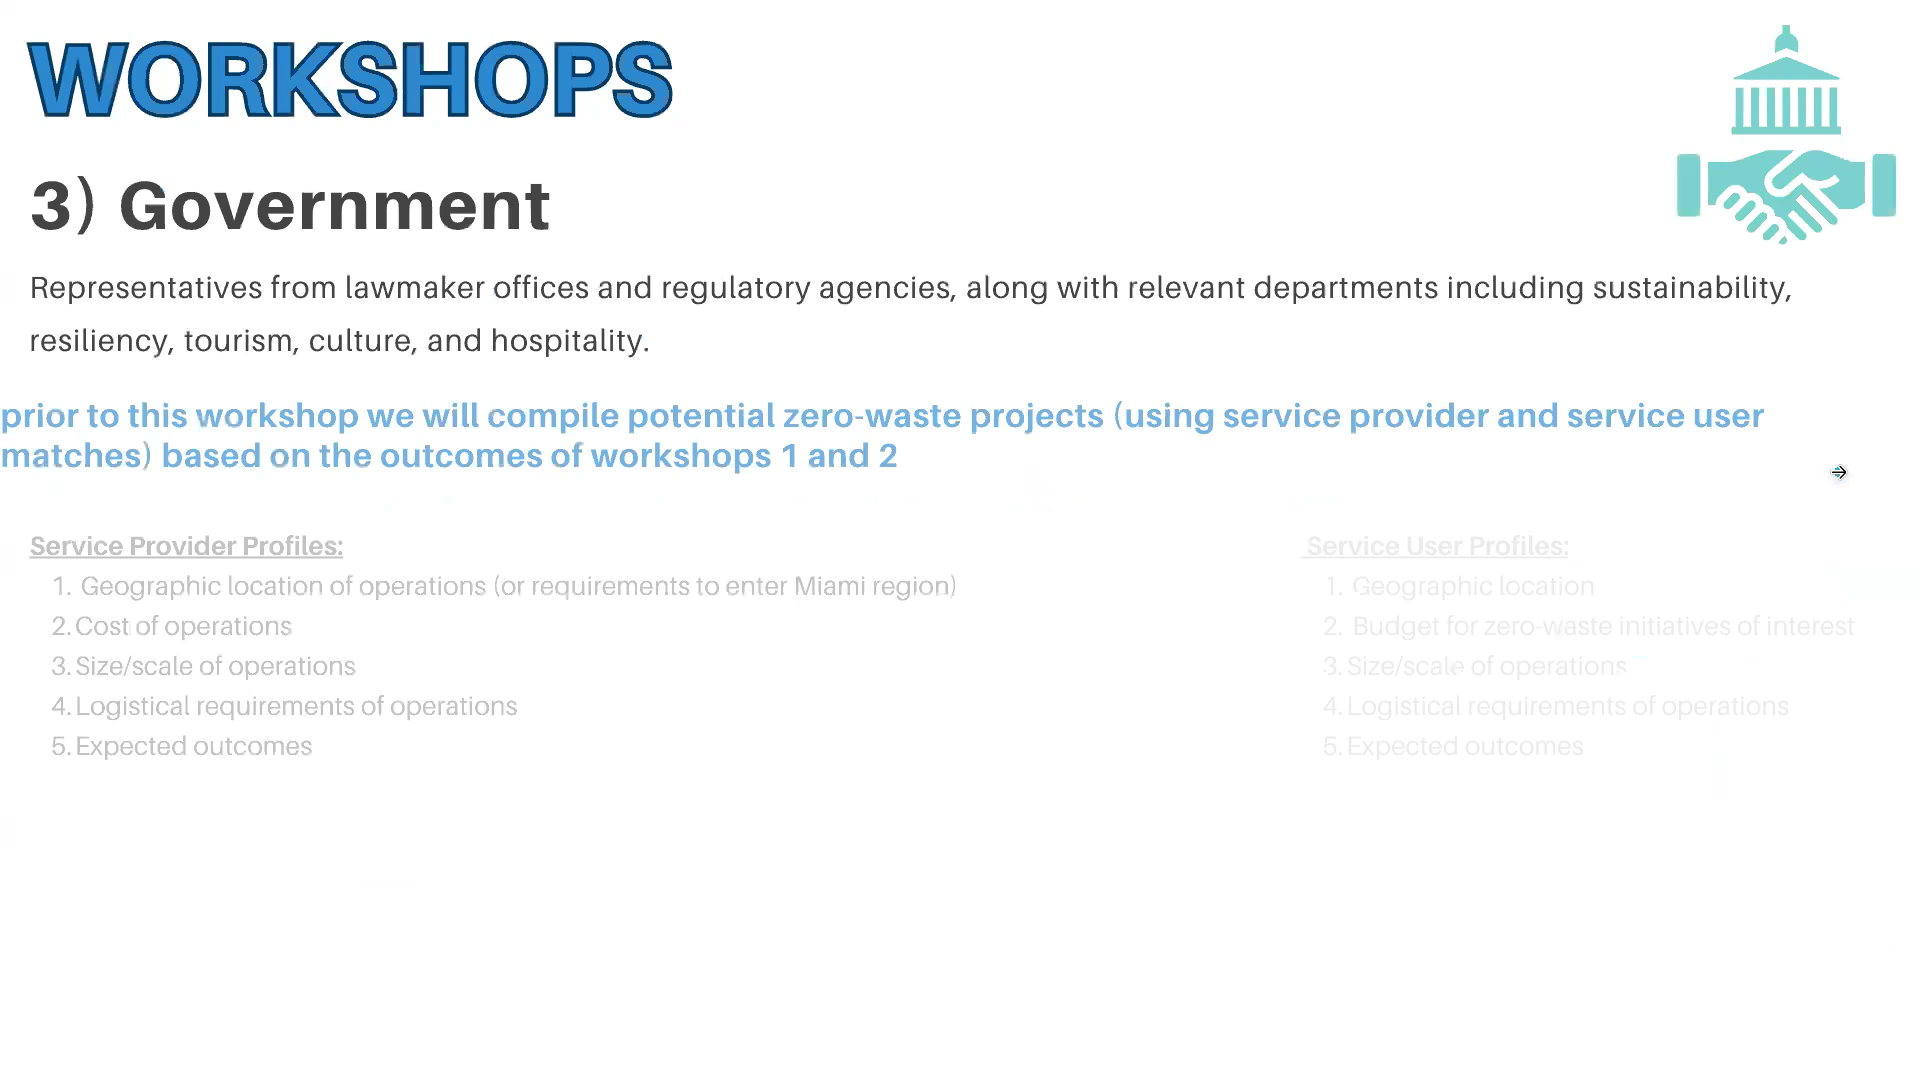 WORKSHOPS
3) Government
Representatives from lawmaker offices and regulatory agencies, along with relevant departments including sustainability,
resiliency, tourism, culture, and hospitality.
prior to this workshop we will compile potential zero-waste projects (using service provider and service user
matches) based on the outcomes of workshops 1 and 2
Service Provider Profiles:
1. Geographic location of operations (or requirements to enter Miami region)
2. Cost of operations
3. Size/scale of operations
4. Logistical requirements of operations
5. Expected outcomes
Service User Profiles:
1. Geographic location
2. Budget for zero-waste initiatives of interest
3. Size/scale of operations
4. Logistical requirements of operations
5. Expected outcomes